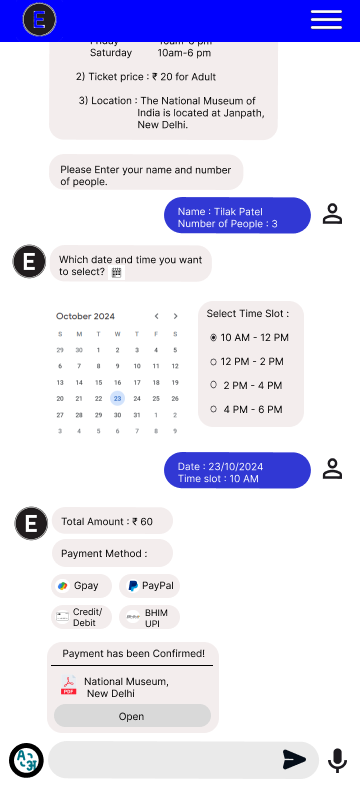 E
Friday 10am-6 pm
Saturday 10am-6 pm
2) Ticket price : ₹ 20 for Adult
3) Location : The National Museum of
India is located at Janpath,
New Delhi.
Please Enter your name and number
of people.
Name : Tilak Patel
Number of People : 3
E
Which date and time you want
to select?
October 2024
S M T W T F S
29 30 1 2 3 4 5
6 7 8 9 10 11 12
13 14 15 16 17 18 19
20 21 22 23 24 25 26
27 28 29 30 31 1 2
3 4 5 6 7 8 9
Select Time Slot :
10 AM - 12 PM
12 PM - 2 PM
2 PM - 4 PM
4 PM - 6 PM
Date : 23/10/2024
Time slot : 10 AM
E
Total Amount : ₹ 60
Payment Method :
Gpay
PayPal
Credit/
Debit
BHIM
UPI
Payment has been Confirmed!
PDF
National Museum,
New Delhi
Open
A
अ